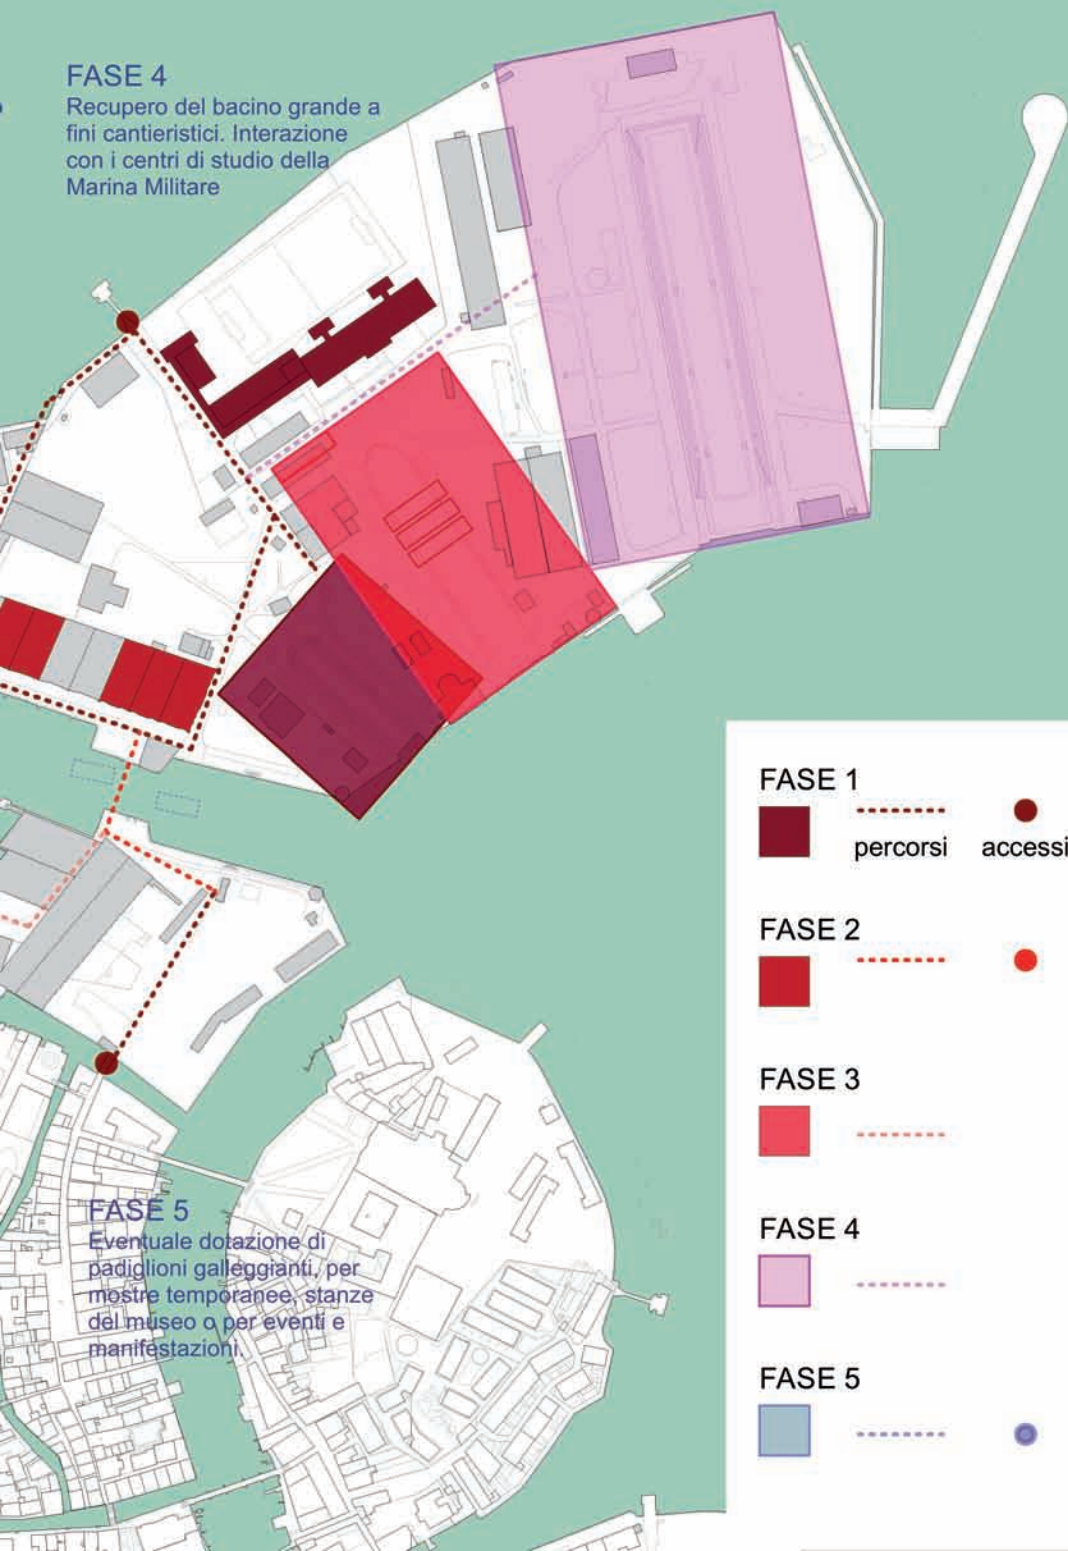 FASE 4
Recupero del bacino grande a
fini cantieristici. Interazione
con i centri di studio della
Marina Militare
FASE 5
Eventuale dotazione di
padiglioni galleggianti, per
mostre temporanee, stanze
del museo o per eventi e
manifestazioni.
FASE 1
percorsi accessi
FASE 2
FASE 3
FASE 4
FASE 5